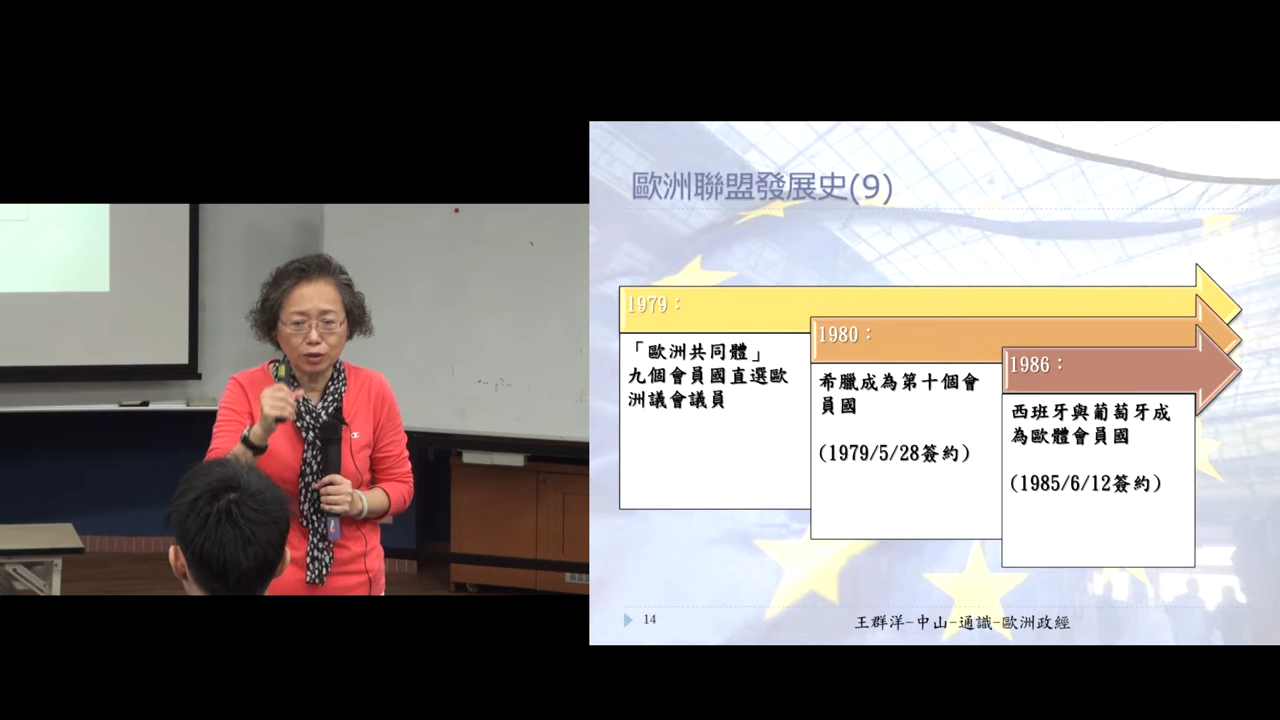 歐洲聯盟發展史(9)
1979：
「歐洲共同體」
九個會員國直選歐
洲議會議員
1980：
希臘成為第十個會
員國
(1979/5/28簽約)
1986：
西班牙與葡萄牙成
為歐體會員國
(1985/6/12簽約)
14
王群洋-中山-通識-歐洲政經